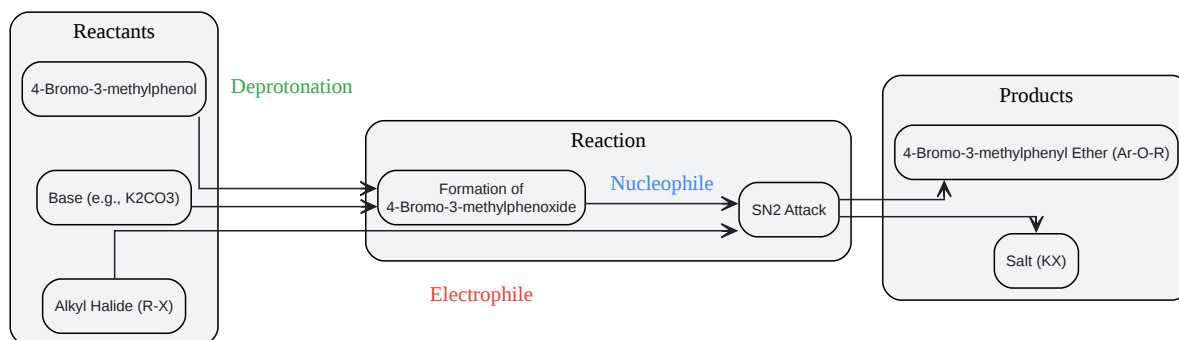 Reactants
4-Bromo-3-methylphenol
Base (e.g., K2CO3)
Alkyl Halide (R-X)
Deprotonation
Reaction
Formation of
4-Bromo-3-methylphenoxide
Nucleophile
SN2 Attack
Electrophile
Products
4-Bromo-3-methylphenyl Ether (Ar-O-R)
Salt (KX)